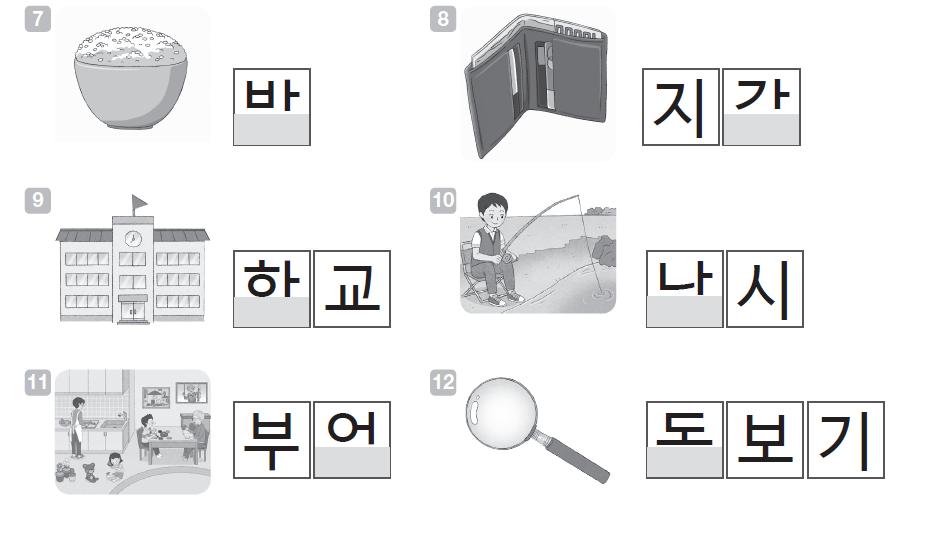 7 바
8 지 가
9 하 교
10 나 시
11 부 어
12 도 보 기